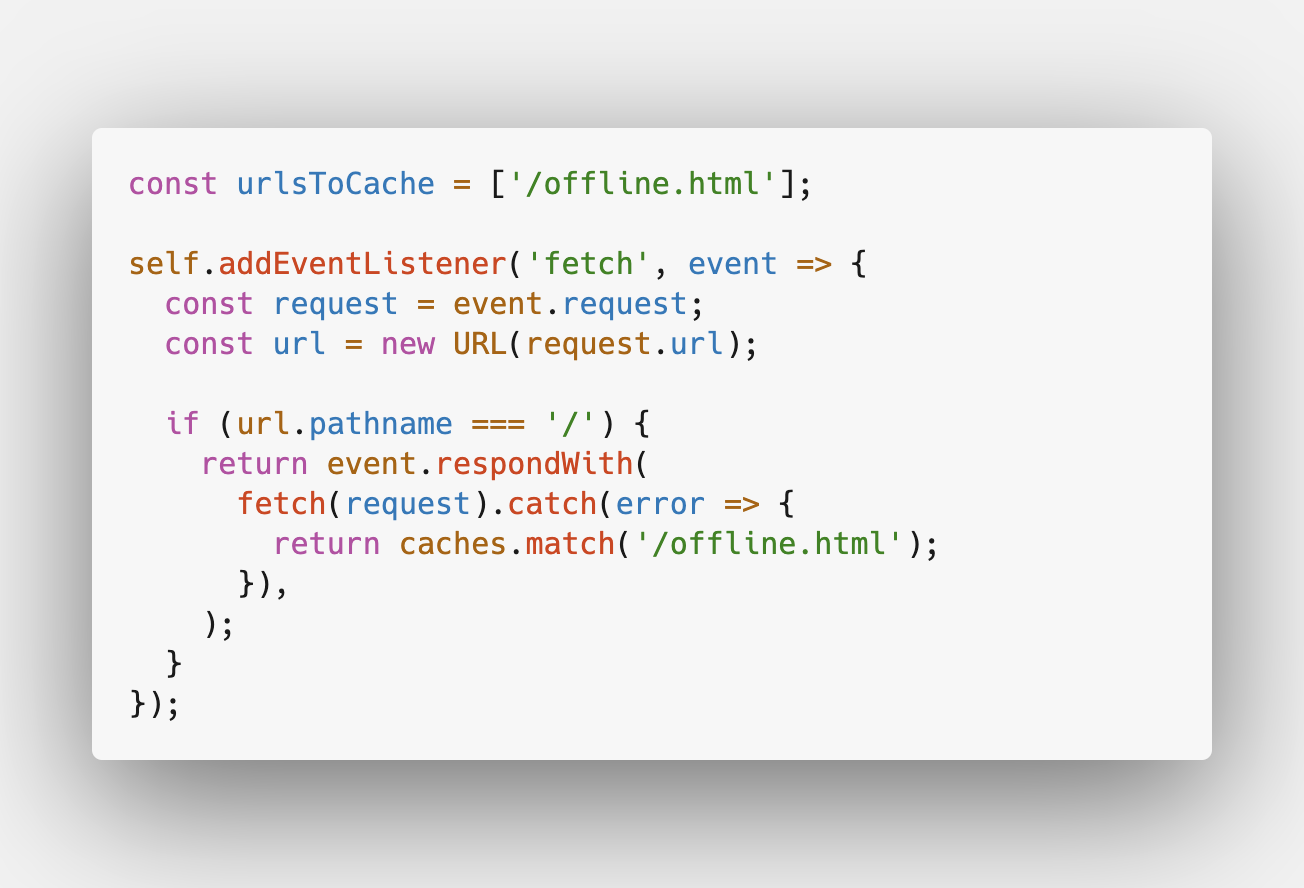 const urlsToCache = ['/offline.html'];

self.addEventListener('fetch', event => {
  const request = event.request;
  const url = new URL(request.url);

  if (url.pathname === '/') {
    return event.respondWith(
      fetch(request).catch(error => {
        return caches.match('/offline.html');
      }),
    );
  }
});